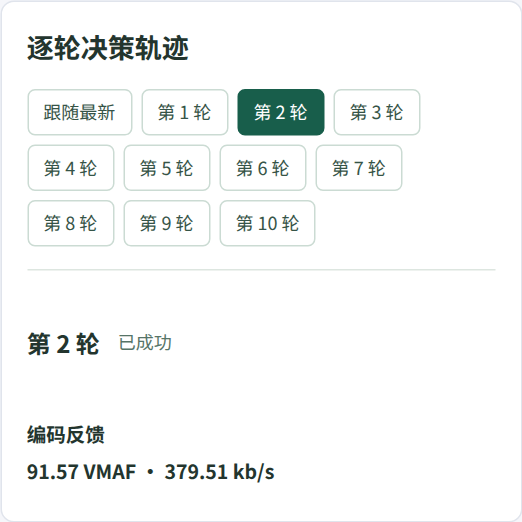 逐轮决策轨迹
跟随最新 第 1 轮 第 2 轮 第 3 轮
第 4 轮 第 5 轮 第 6 轮 第 7 轮
第 8 轮 第 9 轮 第 10 轮
第 2 轮 已成功
编码反馈
91.57 VMAF · 379.51 kb/s